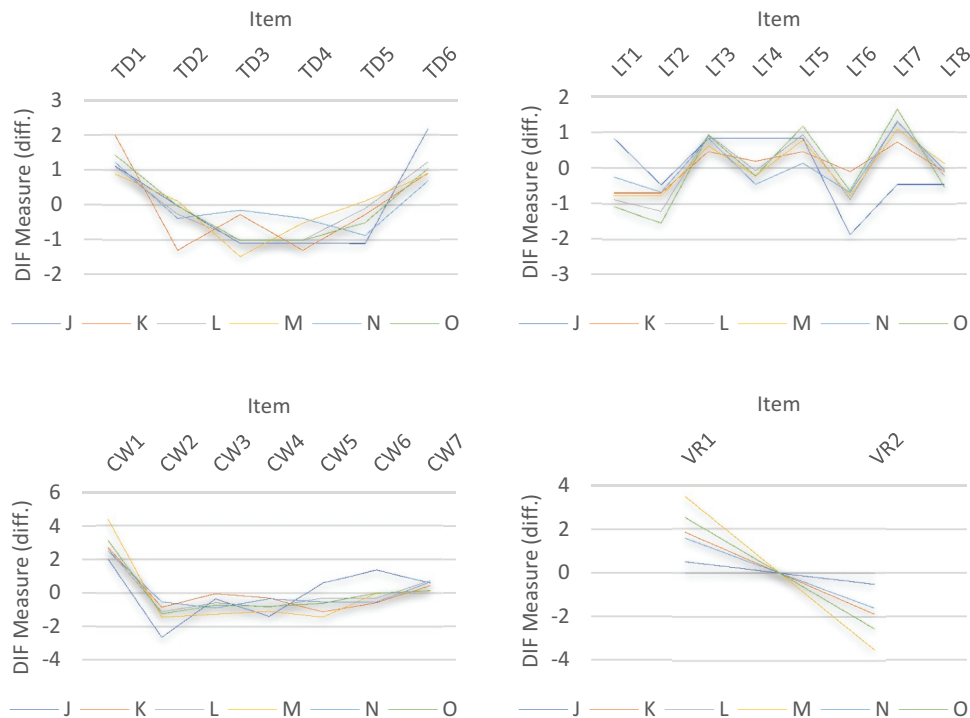 Item
TD1 TD2 TD3 TD4 TD5 TD6
DIF Measure (diff.)
3
2
1
0
-1
-2
J K L M N O
Item
LT1 LT2 LT3 LT4 LT5 LT6 LT7 LT8
DIF Measure (diff.)
2
1
0
-1
-2
-3
J K L M N O
Item
CW1 CW2 CW3 CW4 CW5 CW6 CW7
DIF Measure (diff.)
6
4
2
0
-2
-4
J K L M N O
Item
VR1 VR2
DIF Measure (diff.)
4
2
0
-2
-4
J K L M N O